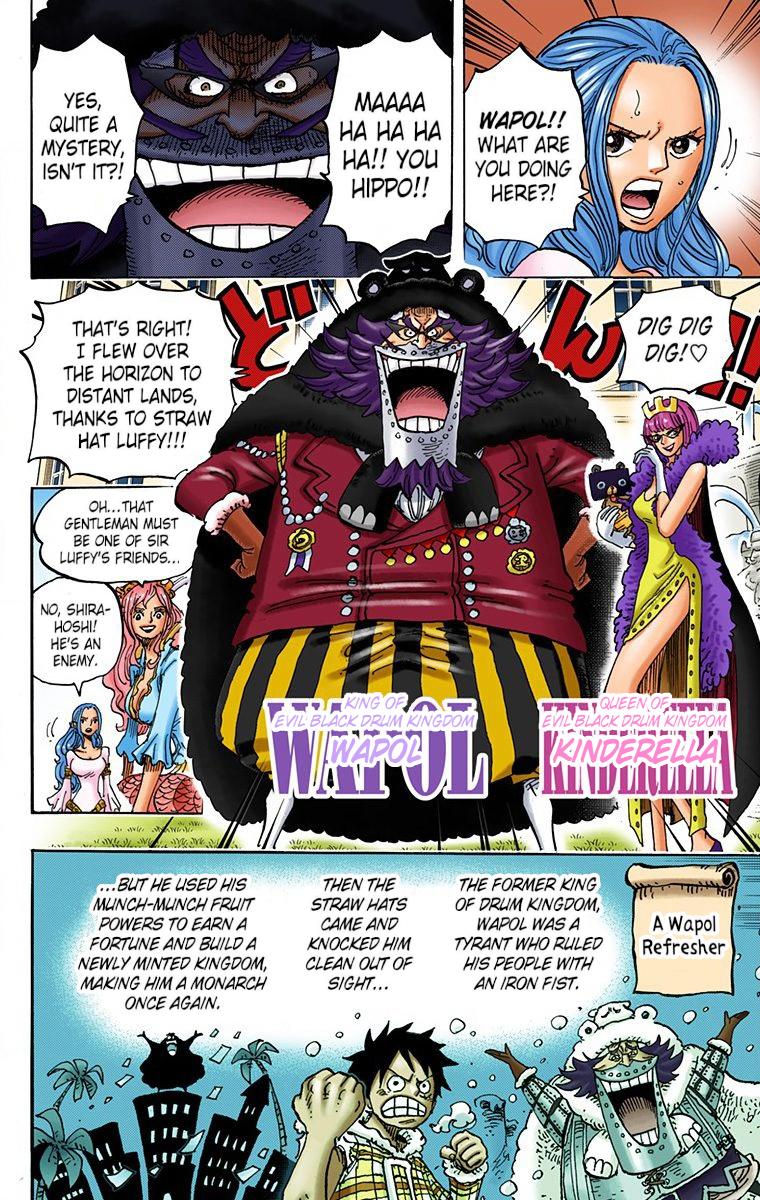 WAPOL!!
WHAT ARE
YOU DOING
HERE?!
MAAAA
HA HA HA
HA!! YOU
HIPPO!!
YES,
QUITE A
MYSTERY,
ISN'T IT?!
DIG DIG
DIG!♡
どん!!
THAT'S RIGHT!
I FLEW OVER
THE HORIZON TO
DISTANT LANDS,
THANKS TO STRAW
HAT LUFFY!!!
QUEEN OF
EVIL BLACK DRUM KINGDOM
KINDERELLA
KINDERELLA
KING OF
EVIL BLACK DRUM KINGDOM
WAPOL
WAPOL
OH...THAT
GENTLEMAN MUST
BE ONE OF SIR
LUFFY'S FRIENDS...
NO, SHIRA-
HOSHI!
HE'S AN
ENEMY.
A Wapol
Refresher
THE FORMER KING
OF DRUM KINGDOM,
WAPOL WAS A
TYRANT WHO RULED
HIS PEOPLE WITH
AN IRON FIST.
THEN THE
STRAW HATS
CAME AND
KNOCKED HIM
CLEAN OUT OF
SIGHT...
...BUT HE USED HIS
MUNCH-MUNCH FRUIT
POWERS TO EARN A
FORTUNE AND BUILD A
NEWLY MINTED KINGDOM,
MAKING HIM A MONARCH
ONCE AGAIN.